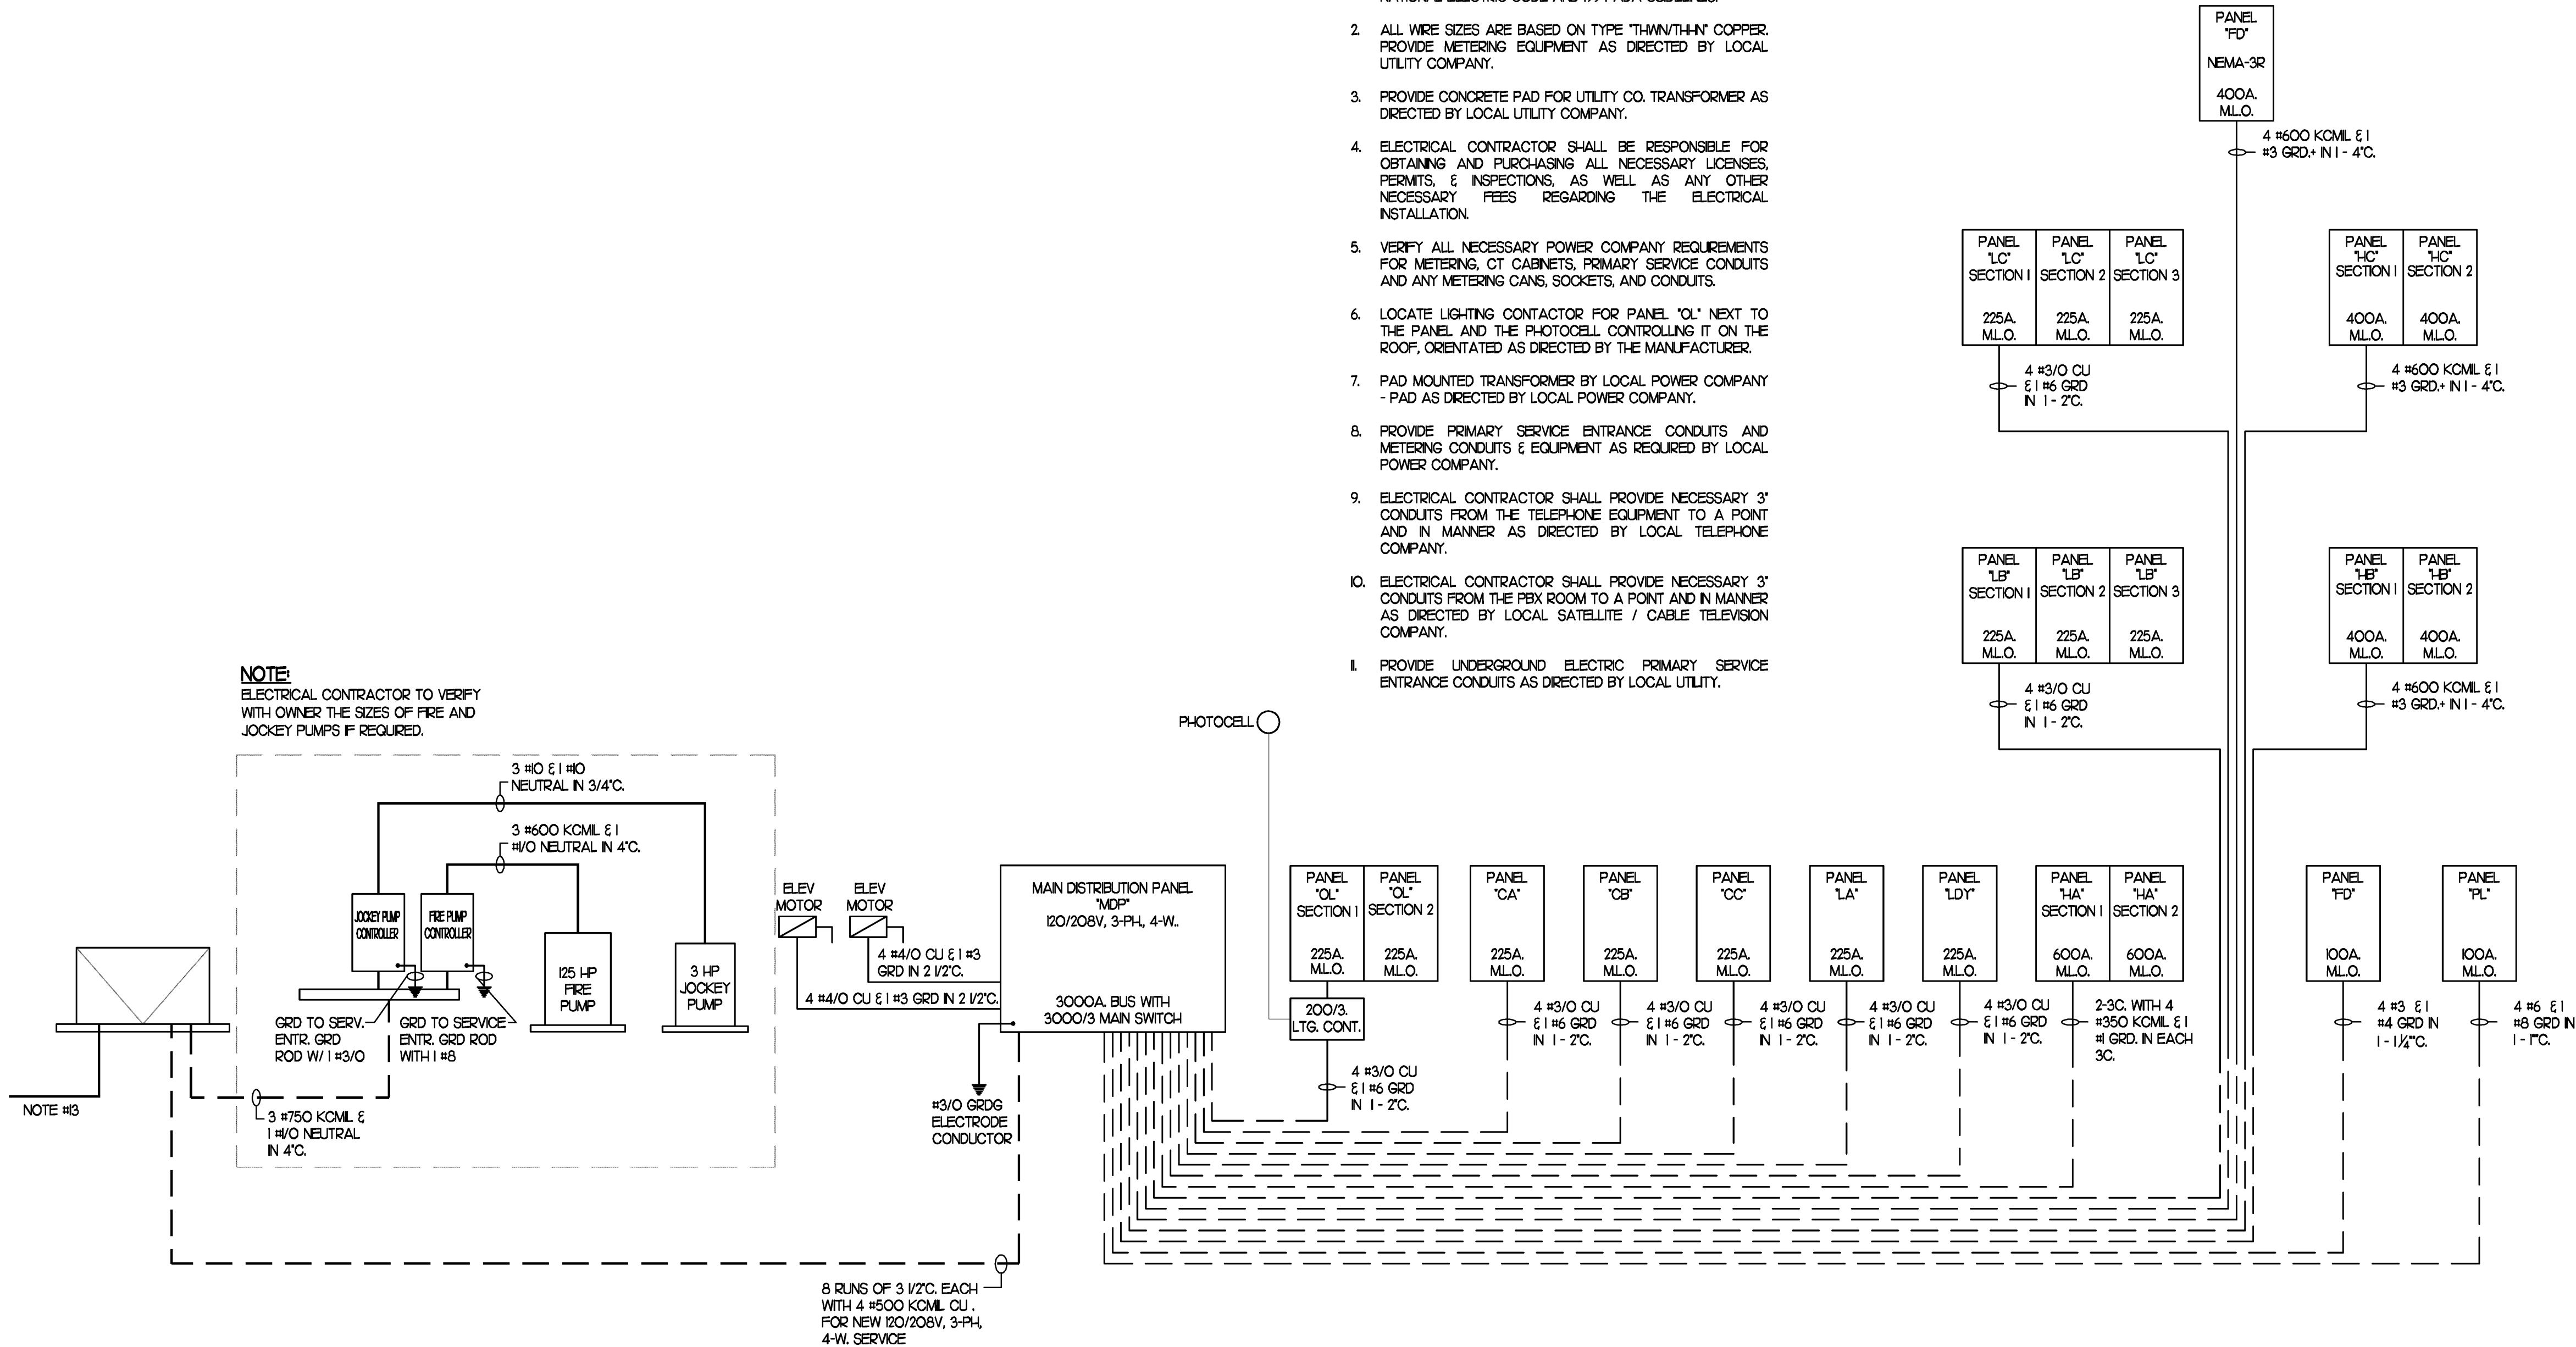 2. ALL WIRE SIZES ARE BASED ON TYPE "THWN/THHN" COPPER.
PROVIDE METERING EQUIPMENT AS DIRECTED BY LOCAL
UTILITY COMPANY.
3. PROVIDE CONCRETE PAD FOR UTILITY CO. TRANSFORMER AS
DIRECTED BY LOCAL UTILITY COMPANY.
4. ELECTRICAL CONTRACTOR SHALL BE RESPONSIBLE FOR
OBTAINING AND PURCHASING ALL NECESSARY LICENSES,
PERMITS, & INSPECTIONS, AS WELL AS ANY OTHER
NECESSARY FEES REGARDING THE ELECTRICAL
INSTALLATION.
5. VERIFY ALL NECESSARY POWER COMPANY REQUIREMENTS
FOR METERING, CT CABINETS, PRIMARY SERVICE CONDUITS
AND ANY METERING CANS, SOCKETS, AND CONDUITS.
6. LOCATE LIGHTING CONTACTOR FOR PANEL "OL" NEXT TO
THE PANEL AND THE PHOTOCELL CONTROLLING IT ON THE
ROOF, ORIENTATED AS DIRECTED BY THE MANUFACTURER.
7. PAD MOUNTED TRANSFORMER BY LOCAL POWER COMPANY
- PAD AS DIRECTED BY LOCAL POWER COMPANY.
8. PROVIDE PRIMARY SERVICE ENTRANCE CONDUITS AND
METERING CONDUITS & EQUIPMENT AS REQUIRED BY LOCAL
POWER COMPANY.
9. ELECTRICAL CONTRACTOR SHALL PROVIDE NECESSARY 3"
CONDUITS FROM THE TELEPHONE EQUIPMENT TO A POINT
AND IN MANNER AS DIRECTED BY LOCAL TELEPHONE
COMPANY.
10. ELECTRICAL CONTRACTOR SHALL PROVIDE NECESSARY 3"
CONDUITS FROM THE PBX ROOM TO A POINT AND IN MANNER
AS DIRECTED BY LOCAL SATELLITE / CABLE TELEVISION
COMPANY.
11. PROVIDE UNDERGROUND ELECTRIC PRIMARY SERVICE
ENTRANCE CONDUITS AS DIRECTED BY LOCAL UTILITY.
PANEL
"FD"
NEMA-3R
400A.
M.L.O.
4 #600 KCMIL & 1
#3 GRD.+ IN 1 - 4"C.
PANEL
"LC"
SECTION 1
225A.
M.L.O.
PANEL
"LC"
SECTION 2
225A.
M.L.O.
PANEL
"LC"
SECTION 3
225A.
M.L.O.
4 #3/0 CU
& 1 #6 GRD
IN 1 - 2"C.
PANEL
"HC"
SECTION 1
400A.
M.L.O.
PANEL
"HC"
SECTION 2
400A.
M.L.O.
4 #600 KCMIL & 1
#3 GRD.+ IN 1 - 4"C.
PANEL
"LB"
SECTION 1
225A.
M.L.O.
PANEL
"LB"
SECTION 2
225A.
M.L.O.
PANEL
"LB"
SECTION 3
225A.
M.L.O.
4 #3/0 CU
& 1 #6 GRD
IN 1 - 2"C.
PANEL
"HB"
SECTION 1
400A.
M.L.O.
PANEL
"HB"
SECTION 2
400A.
M.L.O.
4 #600 KCMIL & 1
#3 GRD.+ IN 1 - 4"C.
NOTE:
ELECTRICAL CONTRACTOR TO VERIFY
WITH OWNER THE SIZES OF FIRE AND
JOCKEY PUMPS IF REQUIRED.
3 #10 & 1 #10
NEUTRAL IN 3/4"C.
3 #600 KCMIL & 1
#1/0 NEUTRAL IN 4"C.
JOCKEY PUMP
CONTROLLER
FIRE PUMP
CONTROLLER
125 HP
FIRE
PUMP
3 HP
JOCKEY
PUMP
GRD TO SERV.
ENTR. GRD
ROD W/ 1 #3/0
GRD TO SERVICE
ENTR. GRD ROD
WITH 1 #8
NOTE #13
3 #750 KCMIL &
1 #1/0 NEUTRAL
IN 4"C.
ELEV
MOTOR
ELEV
MOTOR
4 #4/0 CU & 1 #3
GRD IN 2 1/2"C.
4 #4/0 CU & 1 #3 GRD IN 2 1/2"C.
MAIN DISTRIBUTION PANEL
"MDP"
120/208V, 3-PH., 4-W..
3000A. BUS WITH
3000/3 MAIN SWITCH
#3/0 GRDG
ELECTRODE
CONDUCTOR
8 RUNS OF 3 1/2"C. EACH
WITH 4 #500 KCMIL CU .
FOR NEW 120/208V, 3-PH,
4-W. SERVICE
PHOTOCELL
PANEL
"OL"
SECTION 1
225A.
M.L.O.
PANEL
"OL"
SECTION 2
225A.
M.L.O.
200/3.
LTG. CONT.
4 #3/0 CU
& 1 #6 GRD
IN 1 - 2"C.
PANEL
"CA"
225A.
M.L.O.
4 #3/0 CU
& 1 #6 GRD
IN 1 - 2"C.
PANEL
"CB"
225A.
M.L.O.
4 #3/0 CU
& 1 #6 GRD
IN 1 - 2"C.
PANEL
"CC"
225A.
M.L.O.
4 #3/0 CU
& 1 #6 GRD
IN 1 - 2"C.
PANEL
"LA"
225A.
M.L.O.
4 #3/0 CU
& 1 #6 GRD
IN 1 - 2"C.
PANEL
"LDY"
225A.
M.L.O.
4 #3/0 CU
& 1 #6 GRD
IN 1 - 2"C.
PANEL
"HA"
SECTION 1
600A.
M.L.O.
PANEL
"HA"
SECTION 2
600A.
M.L.O.
2-3C. WITH 4
#350 KCMIL & 1
#1 GRD. IN EACH
3C.
PANEL
"FD"
100A.
M.L.O.
4 #3 & 1
#4 GRD IN
1 - 1¼"C.
PANEL
"PL"
100A.
M.L.O.
4 #6 & 1
#8 GRD IN
1 - 1"C.